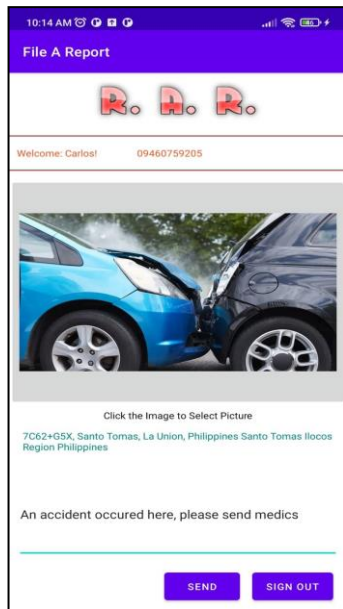 10:14 AM
File A Report
R. A. R.
Welcome: Carlos! 09460759205
Click the Image to Select Picture
7C62+G5X, Santo Tomas, La Union, Philippines Santo Tomas Ilocos
Region Philippines
An accident occured here, please send medics
SEND SIGN OUT